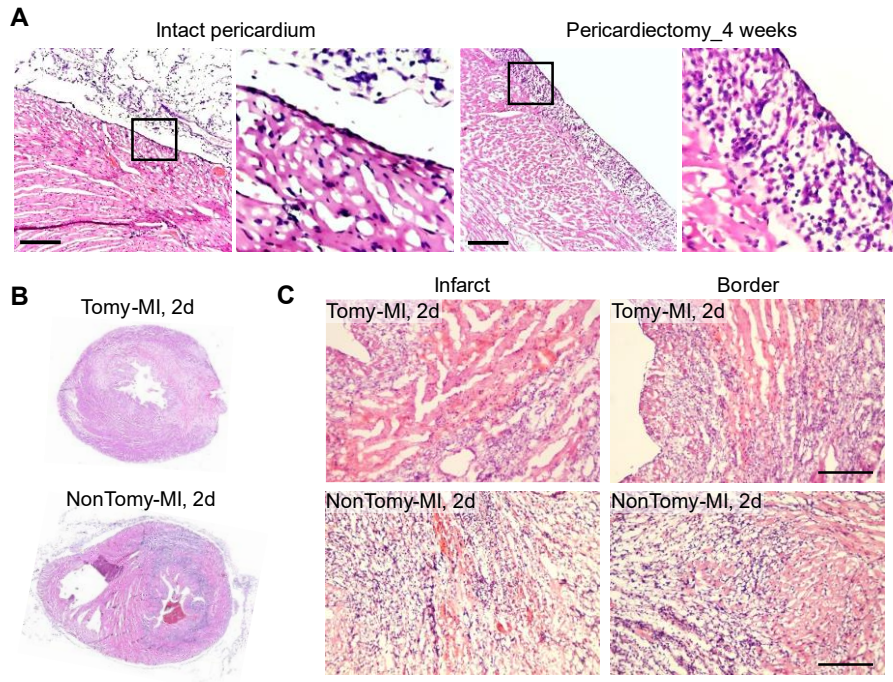 A
Intact pericardium
Pericardiectomy_4 weeks
B
Tomy-MI, 2d
NonTomy-MI, 2d
C
Infarct
Border
Tomy-MI, 2d
Tomy-MI, 2d
NonTomy-MI, 2d
NonTomy-MI, 2d